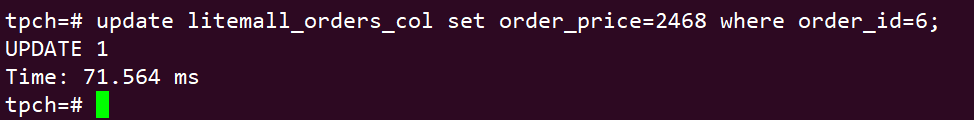 tpch=# update litemall_orders_col set order_price=2468 where order_id=6;
UPDATE 1
Time: 71.564 ms
tpch=#